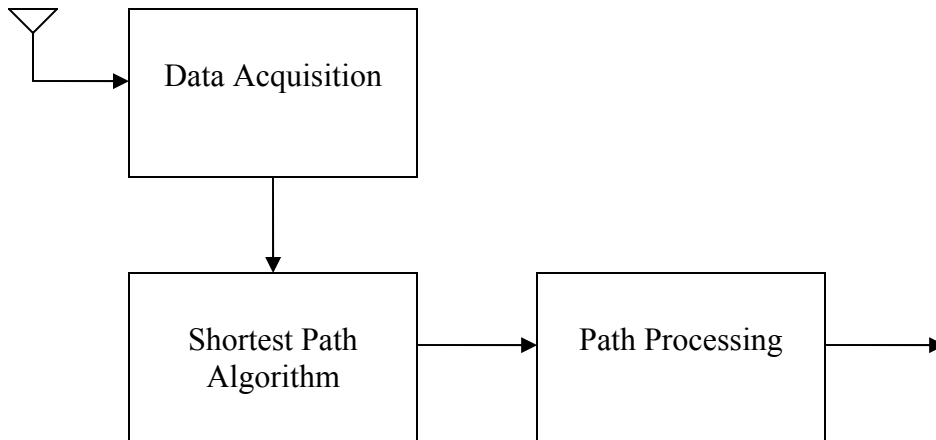 Data Acquisition
Shortest Path
Algorithm
Path Processing